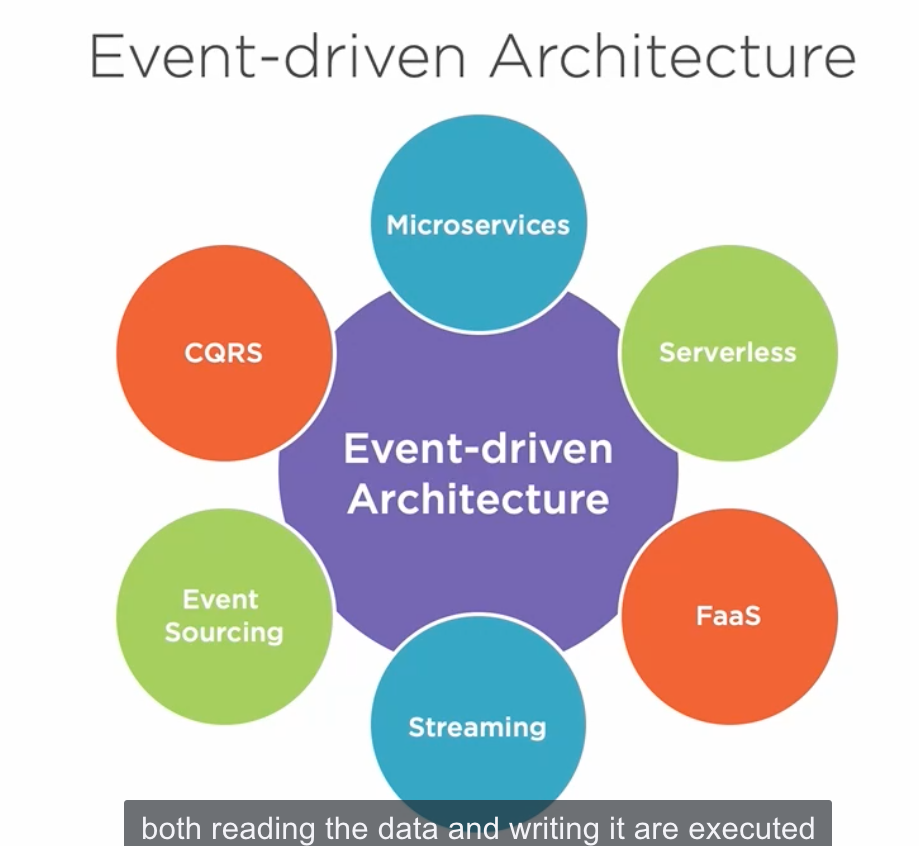 Event-driven Architecture
Microservices
CQRS
Serverless
Event-driven
Architecture
Event
Sourcing
FaaS
Streaming
both reading the data and writing it are executed